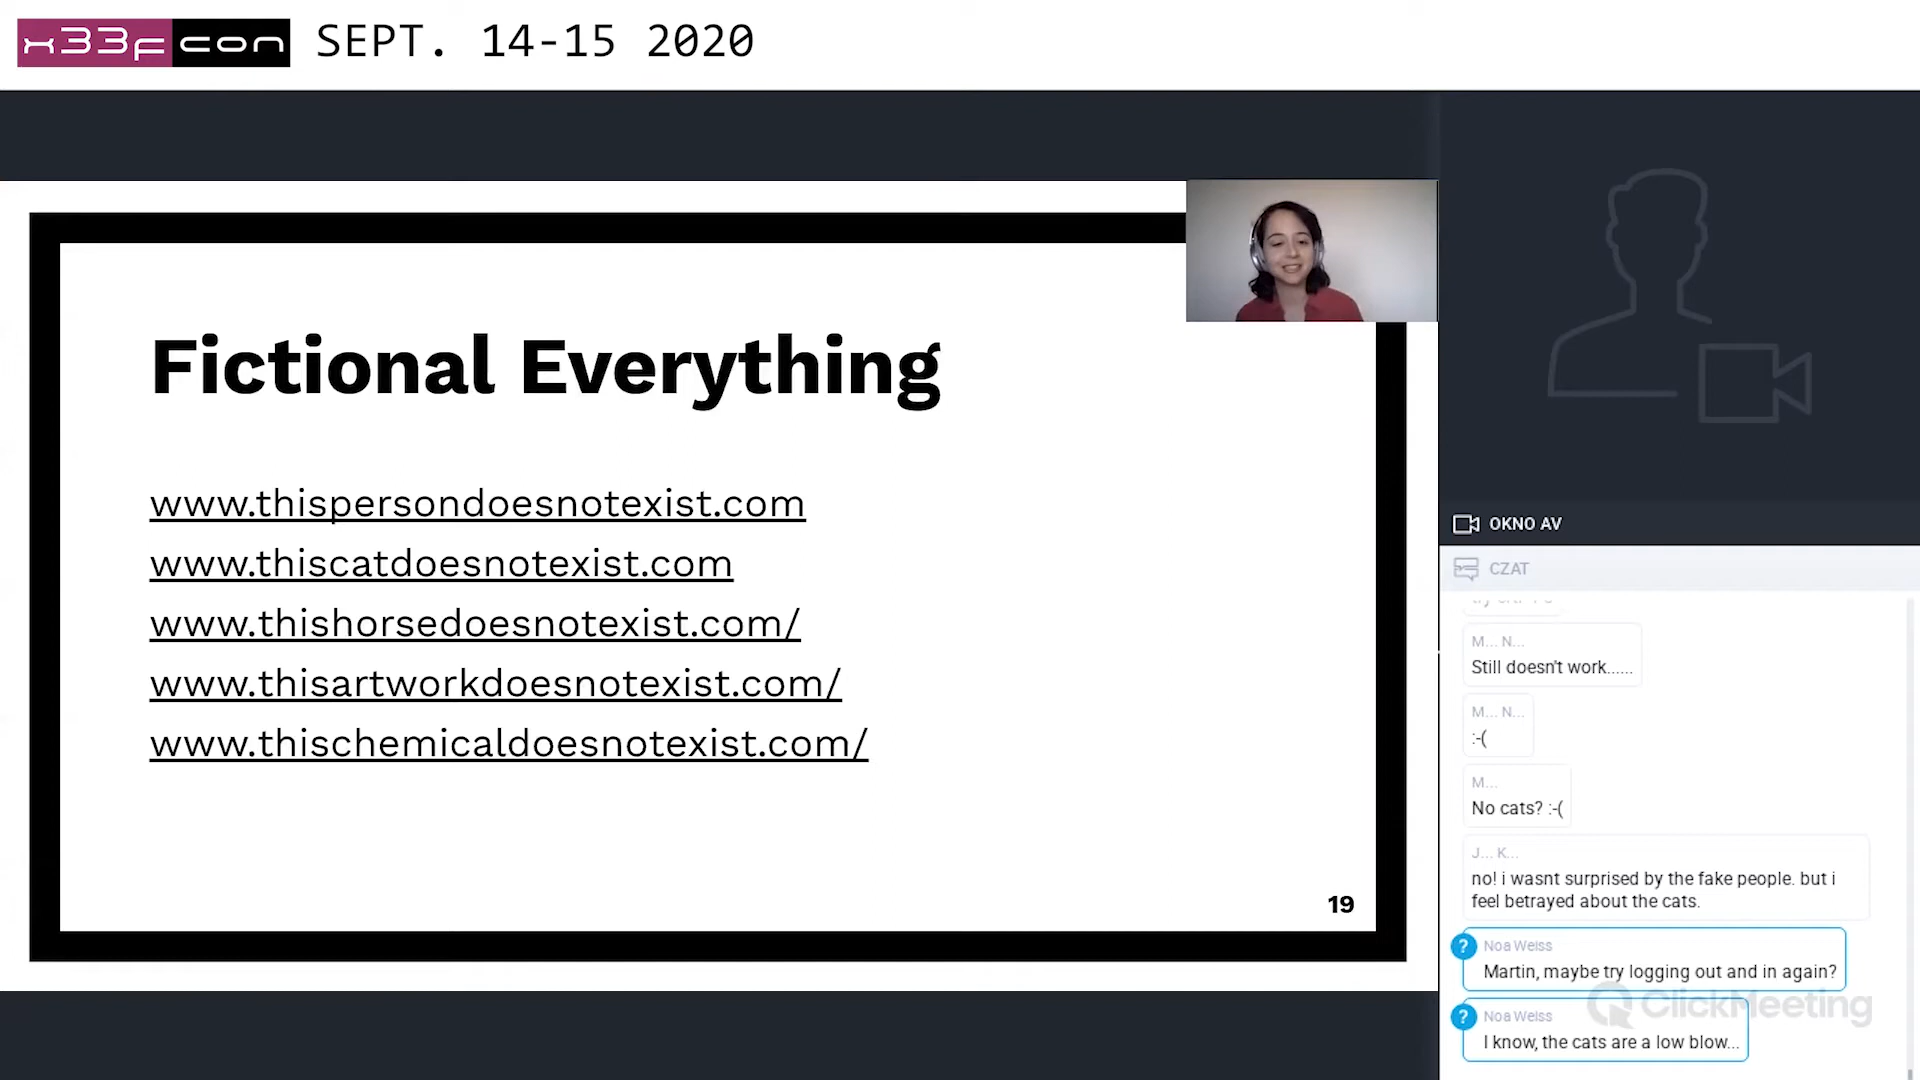 x33fcon SEPT. 14-15 2020
Fictional Everything
www.thispersondoesnotexist.com
www.thiscatdoesnotexist.com
www.thishorsedoesnotexist.com/
www.thisartworkdoesnotexist.com/
www.thischemicaldoesnotexist.com/
19
OKNO AV
CZAT
M... N...
Still doesn't work......
M... N...
:-(
M...
No cats? :-(
J... K...
no! i wasnt surprised by the fake people. but i
feel betrayed about the cats.
? Noa Weiss
Martin, maybe try logging out and in again?
ClickMeeting
? Noa Weiss
I know, the cats are a low blow...